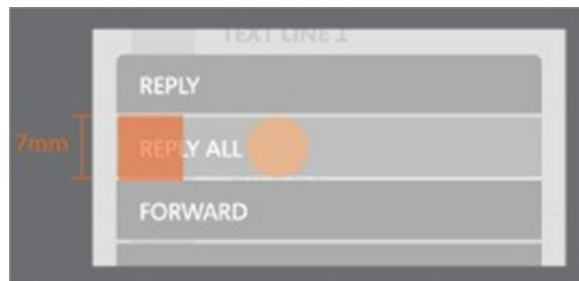 TEXT LINE 1
REPLY
7mm
REPLY ALL
FORWARD